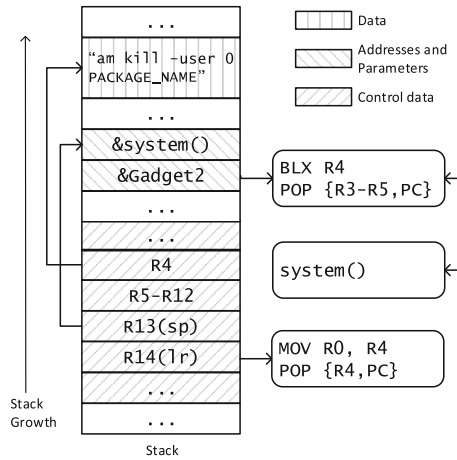 ...
“am kill -user 0
PACKAGE_NAME”
...
&system()
&Gadget2
...
...
R4
R5-R12
R13(sp)
R14(lr)
...
...
Stack
Stack
Growth
Data
Addresses and
Parameters
Control data
BLX R4
POP {R3-R5,PC}
system()
MOV R0, R4
POP {R4,PC}